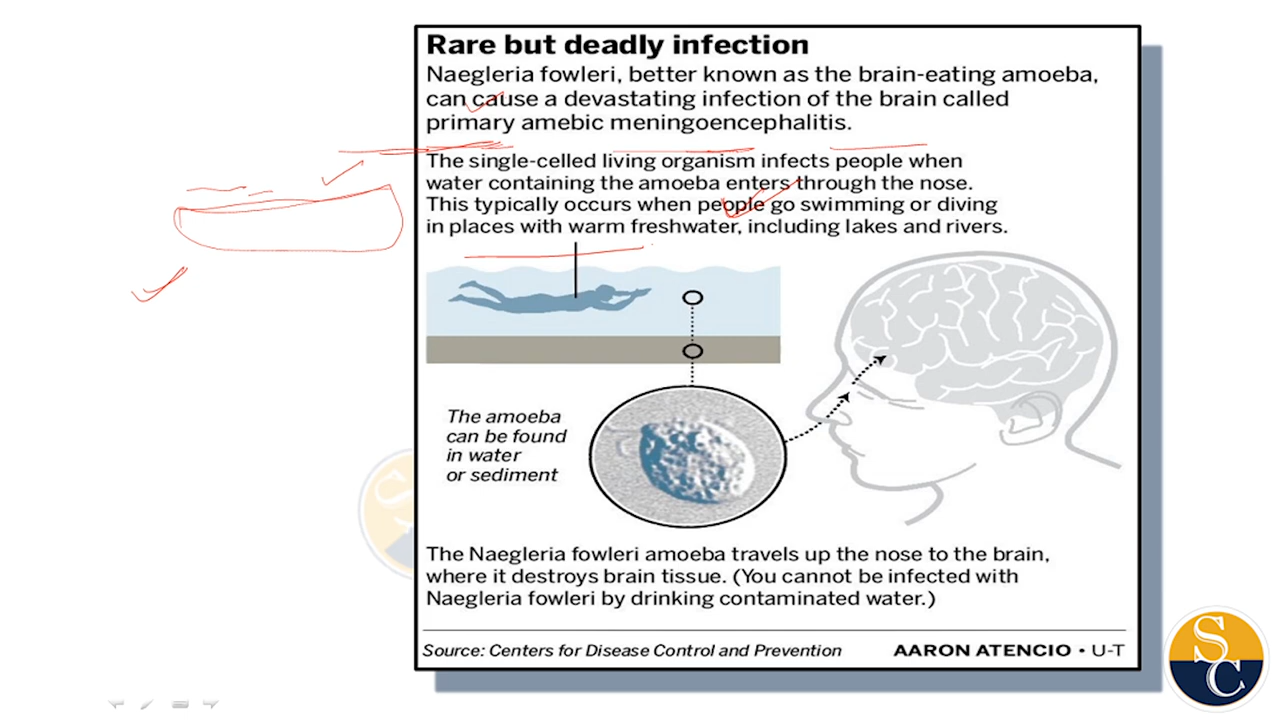 Rare but deadly infection
Naegleria fowleri, better known as the brain-eating amoeba,
can cause a devastating infection of the brain called
primary amebic meningoencephalitis.
The single-celled living organism infects people when
water containing the amoeba enters through the nose.
This typically occurs when people go swimming or diving
in places with warm freshwater, including lakes and rivers.
The amoeba
can be found
in water
or sediment
The Naegleria fowleri amoeba travels up the nose to the brain,
where it destroys brain tissue. (You cannot be infected with
Naegleria fowleri by drinking contaminated water.)
Source: Centers for Disease Control and Prevention
AARON ATENCIO • U-T
SC
SC